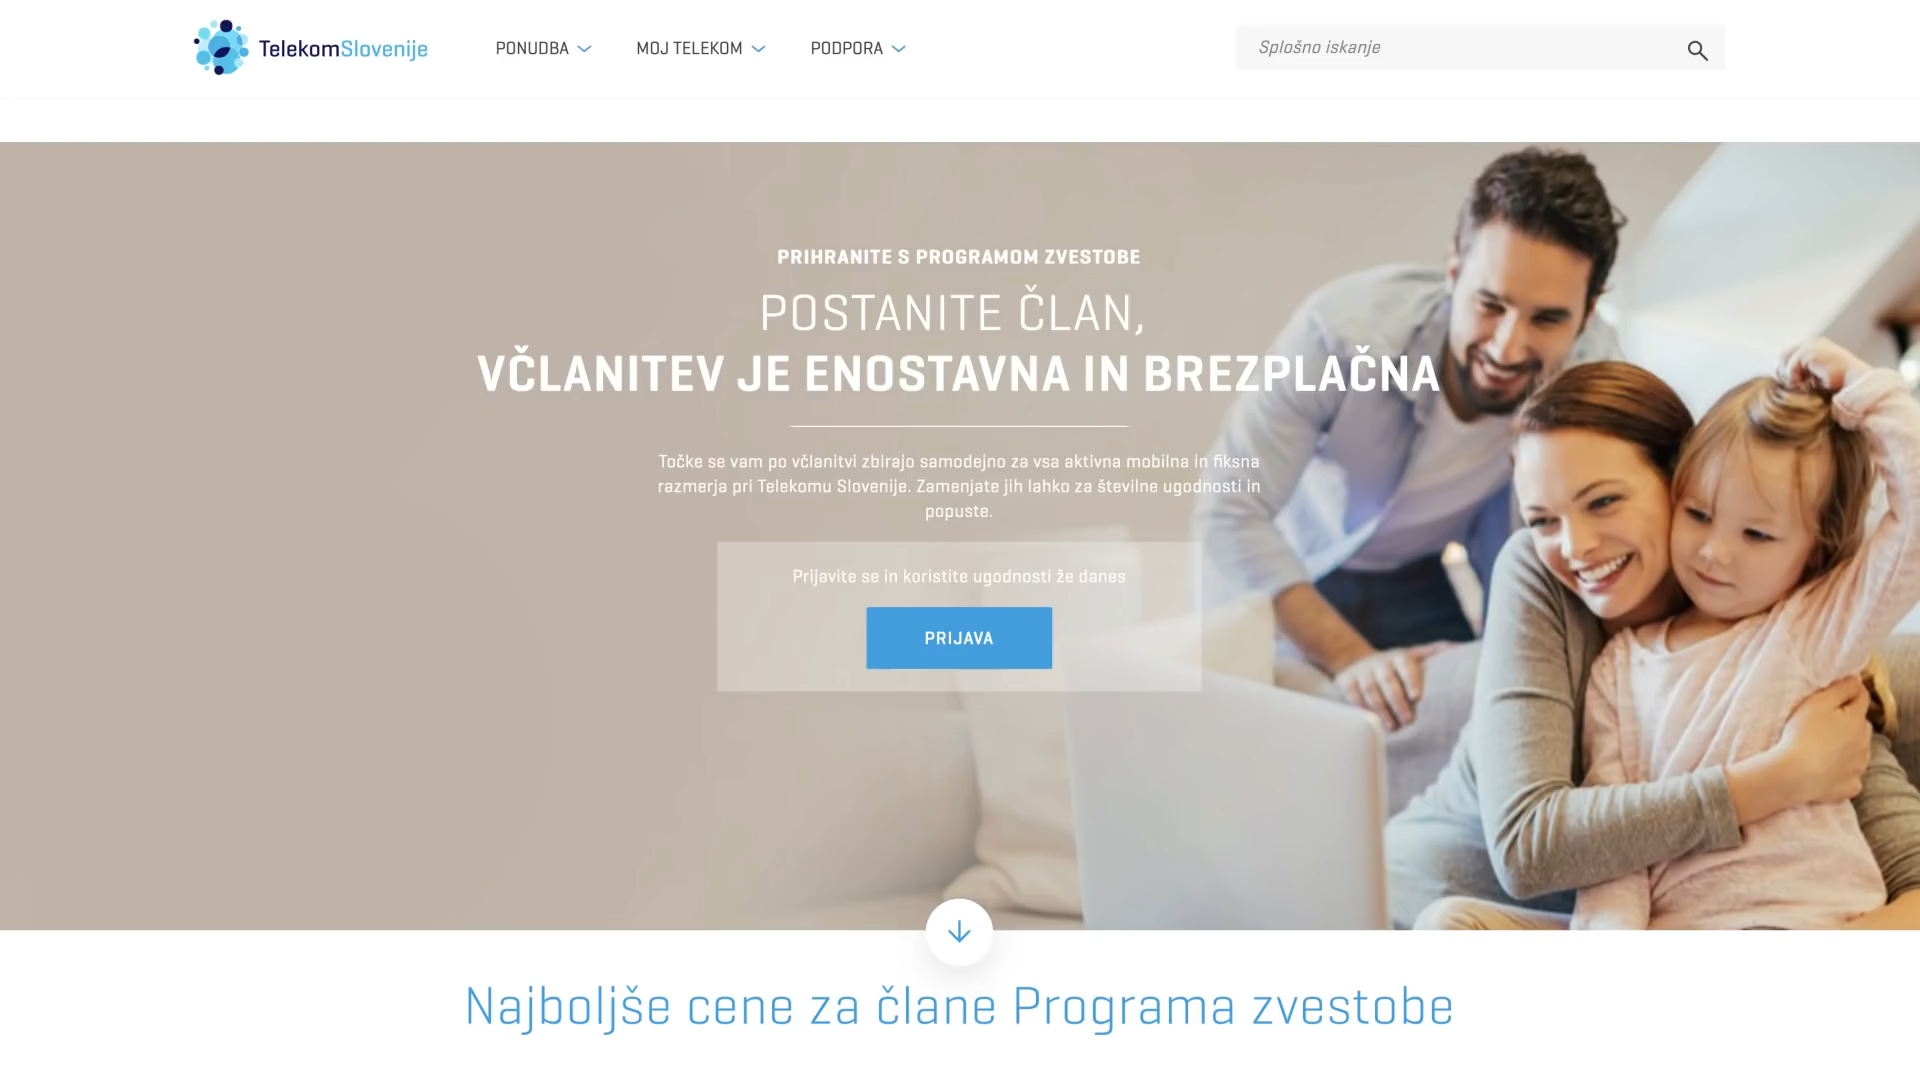 TelekomSlovenije
PONUDBA
MOJ TELEKOM
PODPORA
Splošno iskanje
PRIHRANITE S PROGRAMOM ZVESTOBE
POSTANITE ČLAN,
VČLANITEV JE ENOSTAVNA IN BREZPLAČNA
Točke se vam po včlanitvi zbirajo samodejno za vsa aktivna mobilna in fiksna
razmerja pri Telekomu Slovenije. Zamenjate jih lahko za številne ugodnosti in
popuste.
Prijavite se in koristite ugodnosti že danes
PRIJAVA
Najboljše cene za člane Programa zvestobe